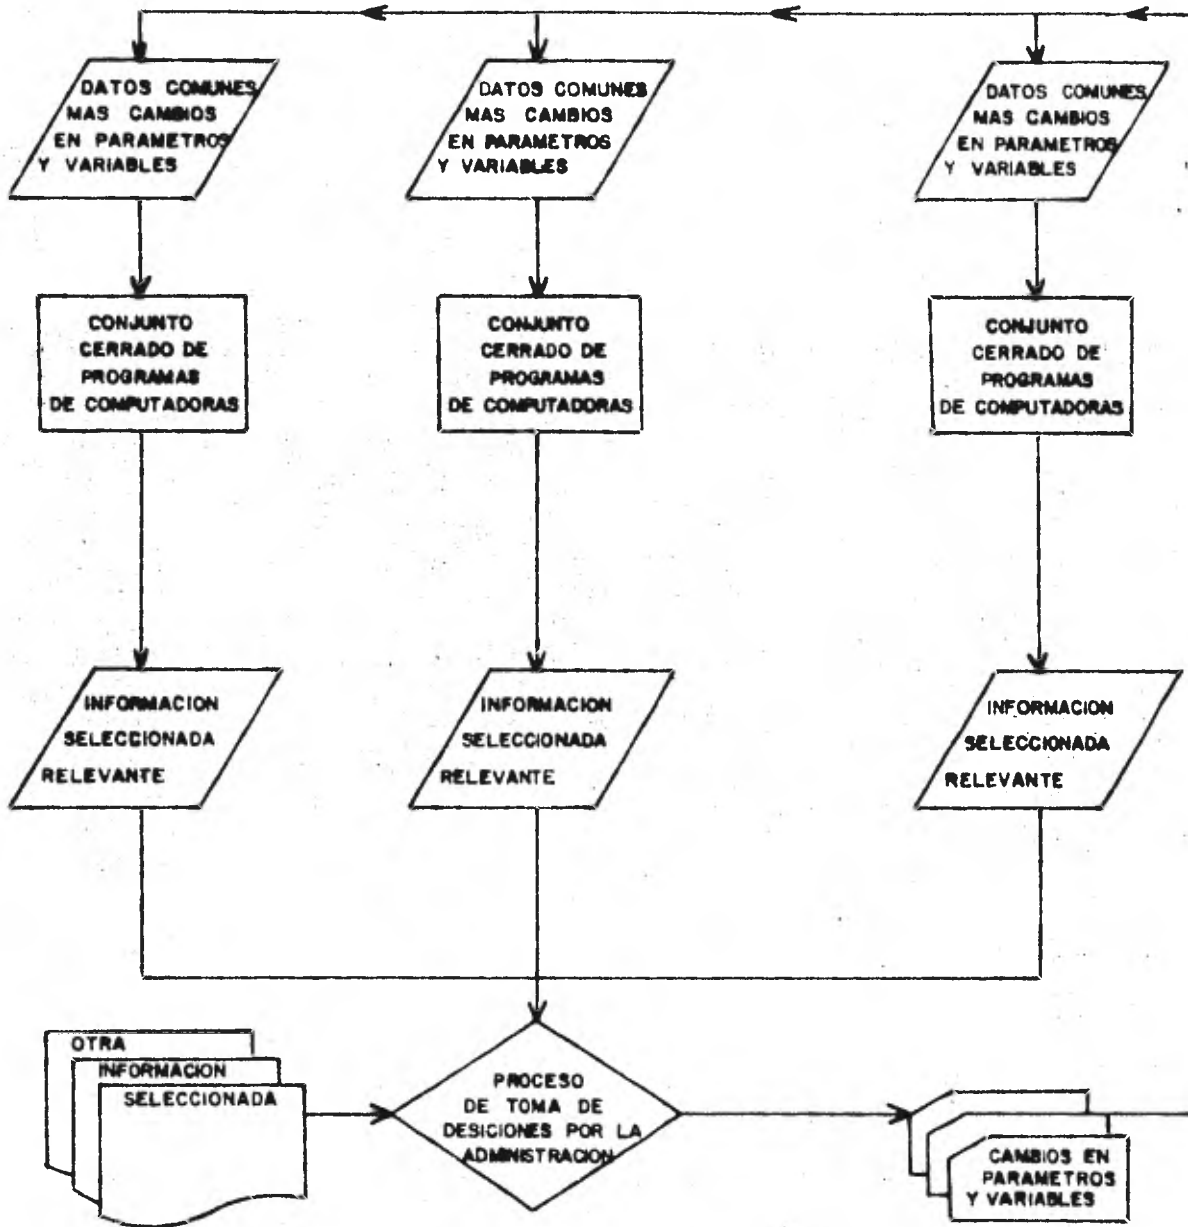 DATOS COMUNES
MAS CAMBIOS
EN PARAMETROS
Y VARIABLES
DATOS COMUNES
MAS CAMBIOS
EN PARAMETROS
Y VARIABLES
DATOS COMUNES
MAS CAMBIOS
EN PARAMETROS
Y VARIABLES
CONJUNTO
CERRADO DE
PROGRAMAS
DE COMPUTADORAS
CONJUNTO
CERRADO DE
PROGRAMAS
DE COMPUTADORAS
CONJUNTO
CERRADO DE
PROGRAMAS
DE COMPUTADORAS
INFORMACION
SELECCIONADA
RELEVANTE
INFORMACION
SELECCIONADA
RELEVANTE
INFORMACION
SELECCIONADA
RELEVANTE
OTRA
INFORMACION
SELECCIONADA
PROCESO
DE TOMA DE
DESICIONES POR LA
ADMINISTRACION
CAMBIOS EN
PARAMETROS
Y VARIABLES